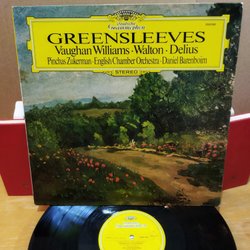 GREENSLEEVES
Vaughan Williams · Walton · Delius
Pinchas Zukerman · English Chamber Orchestra · Daniel Barenboim
STEREO